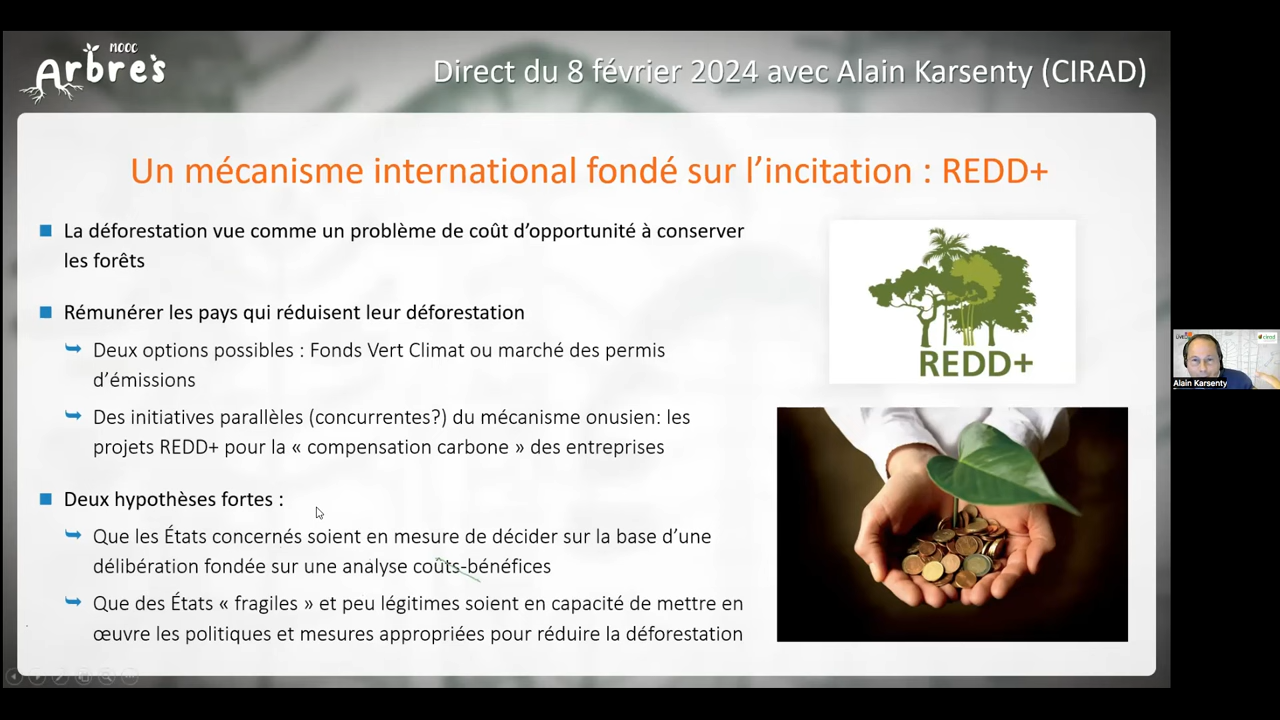 MOOC
Arbre's
Direct du 8 février 2024 avec Alain Karsenty (CIRAD)
Un mécanisme international fondé sur l'incitation : REDD+
La déforestation vue comme un problème de coût d'opportunité à conserver
les forêts
Rémunérer les pays qui réduisent leur déforestation
Deux options possibles : Fonds Vert Climat ou marché des permis
d'émissions
Des initiatives parallèles (concurrentes?) du mécanisme onusien: les
projets REDD+ pour la « compensation carbone » des entreprises
Deux hypothèses fortes :
Que les États concernés soient en mesure de décider sur la base d'une
délibération fondée sur une analyse coûts-bénéfices
Que des États « fragiles » et peu légitimes soient en capacité de mettre en
œuvre les politiques et mesures appropriées pour réduire la déforestation
REDD+
cirad
Alain Karsenty